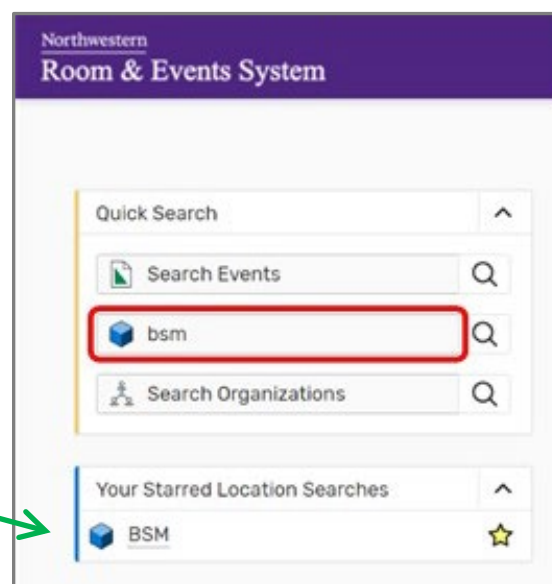 Northwestern
Room & Events System
Quick Search
Search Events
bsm
Search Organizations
Your Starred Location Searches
BSM